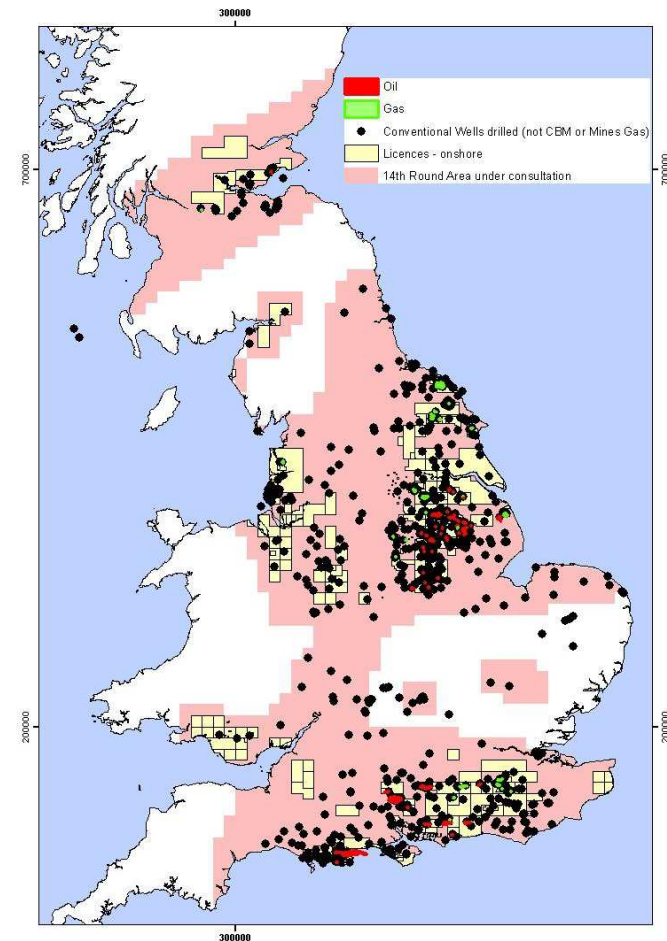 300000
Oil
Gas
Conventional Wells drilled (not CBM or Mines Gas)
Licences - onshore
14th Round Area under consultation
700000
700000
200000
200000
300000